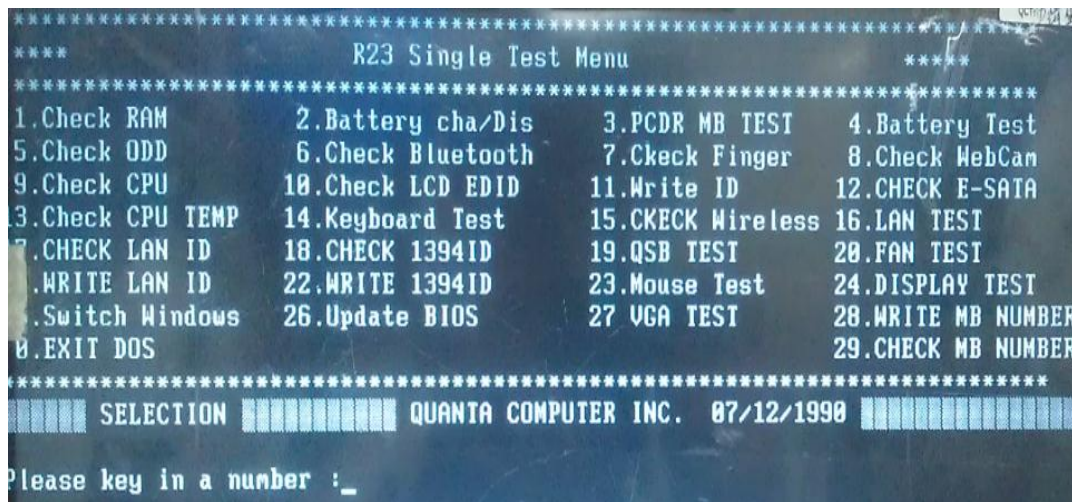 ****************************************************************************
**** R23 Single Test Menu *****
****************************************************************************
1.Check RAM 2.Battery cha/Dis 3.PCDR MB TEST 4.Battery Test
5.Check ODD 6.Check Bluetooth 7.Ckeck Finger 8.Check WebCam
9.Check CPU 10.Check LCD EDID 11.Write ID 12.CHECK E-SATA
13.Check CPU TEMP 14.Keyboard Test 15.CKECK Wireless 16.LAN TEST
7.CHECK LAN ID 18.CHECK 1394ID 19.QSB TEST 20.FAN TEST
.WRITE LAN ID 22.WRITE 1394ID 23.Mouse Test 24.DISPLAY TEST
.Switch Windows 26.Update BIOS 27 VGA TEST 28.WRITE MB NUMBER
0.EXIT DOS 29.CHECK MB NUMBER
****************************************************************************
SELECTION QUANTA COMPUTER INC. 07/12/1990
Please key in a number :_